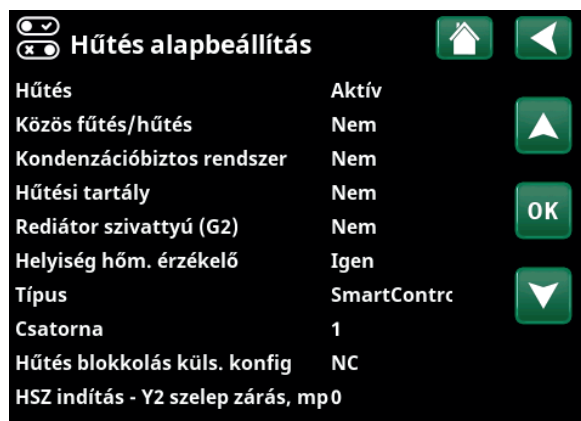 Hűtés alapbeállítás
Hűtés Aktív
Közös fűtés/hűtés Nem
Kondenzációbiztos rendszer Nem
Hűtési tartály Nem
Rediátor szivattyú (G2) Nem
OK
Helyiség hőm. érzékelő Igen
Típus SmartContrc
Csatorna 1
Hűtés blokkolás küls. konfig NC
HSZ indítás - Y2 szelep zárás, mp 0